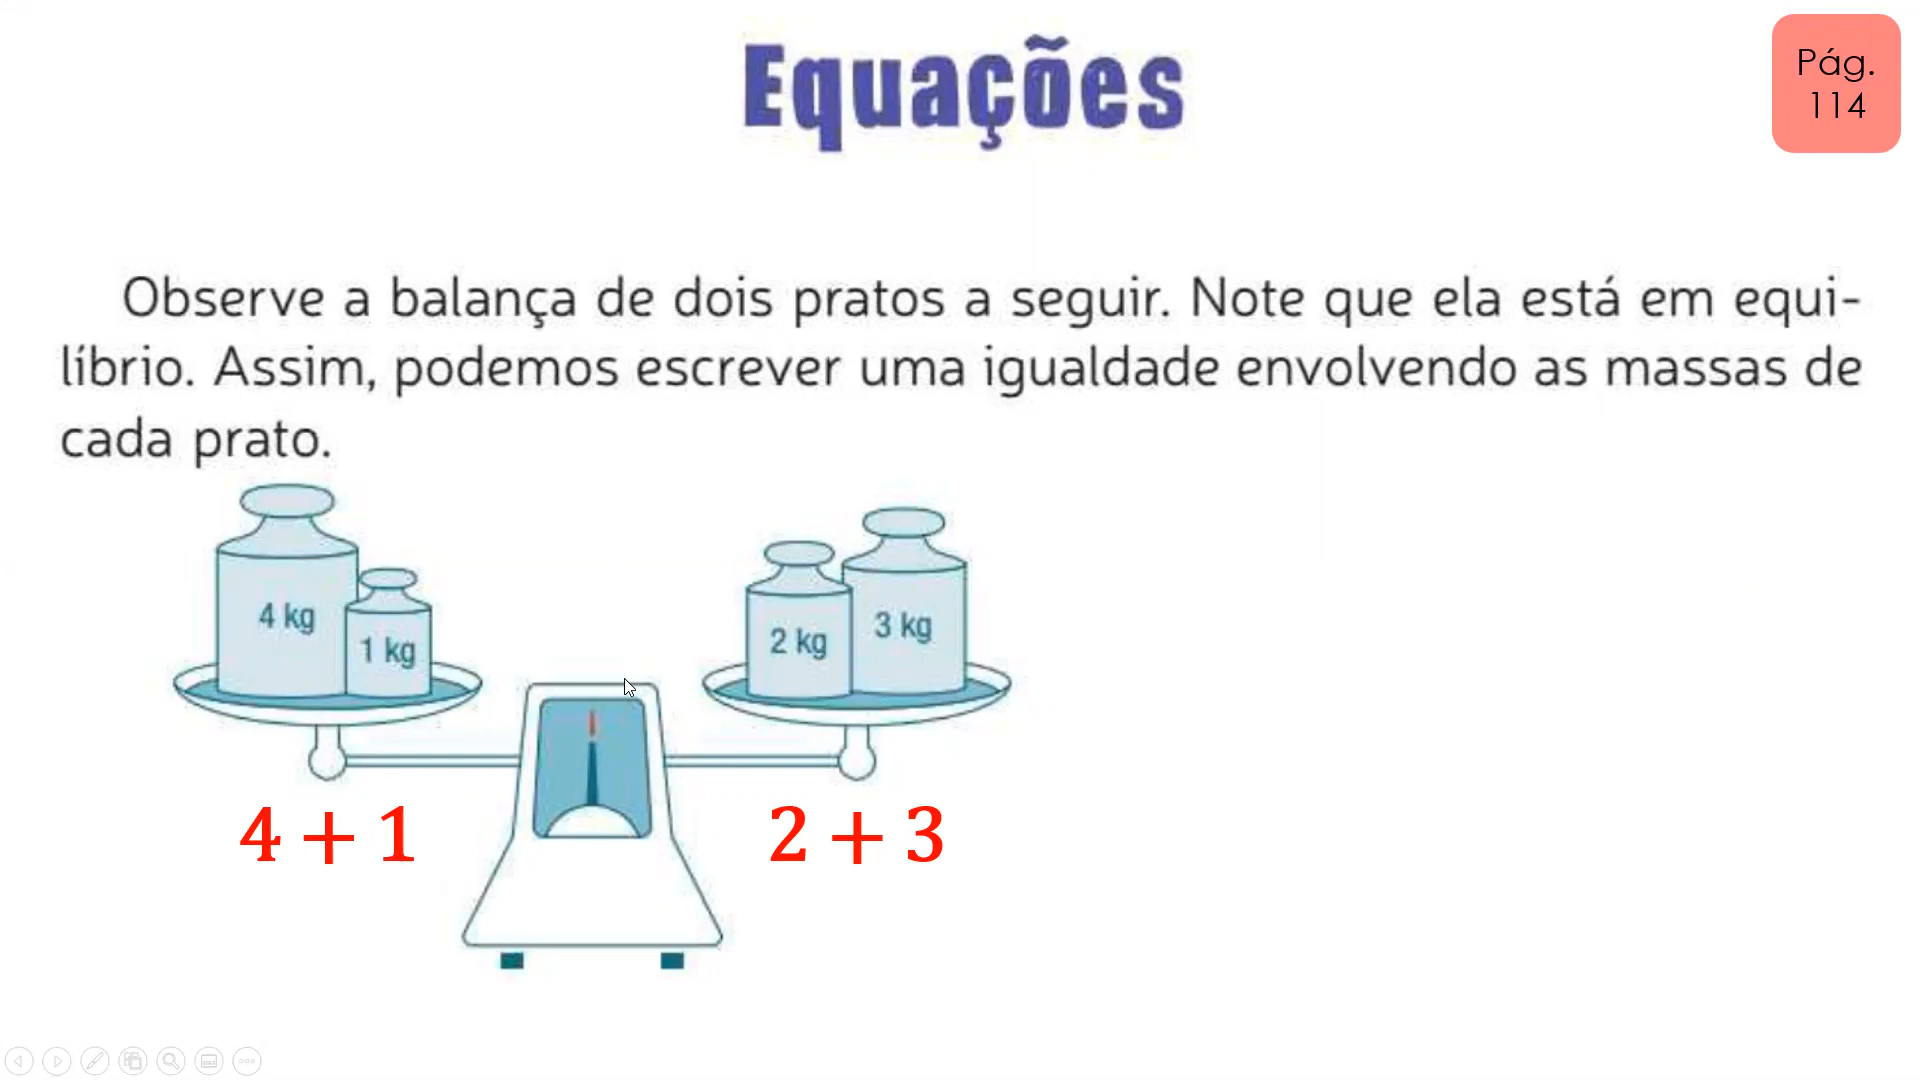 Equações
Pág.
114
Observe a balança de dois pratos a seguir. Note que ela está em equi-
líbrio. Assim, podemos escrever uma igualdade envolvendo as massas de
cada prato.
4 kg
1 kg
2 kg
3 kg
4 + 1
2 + 3